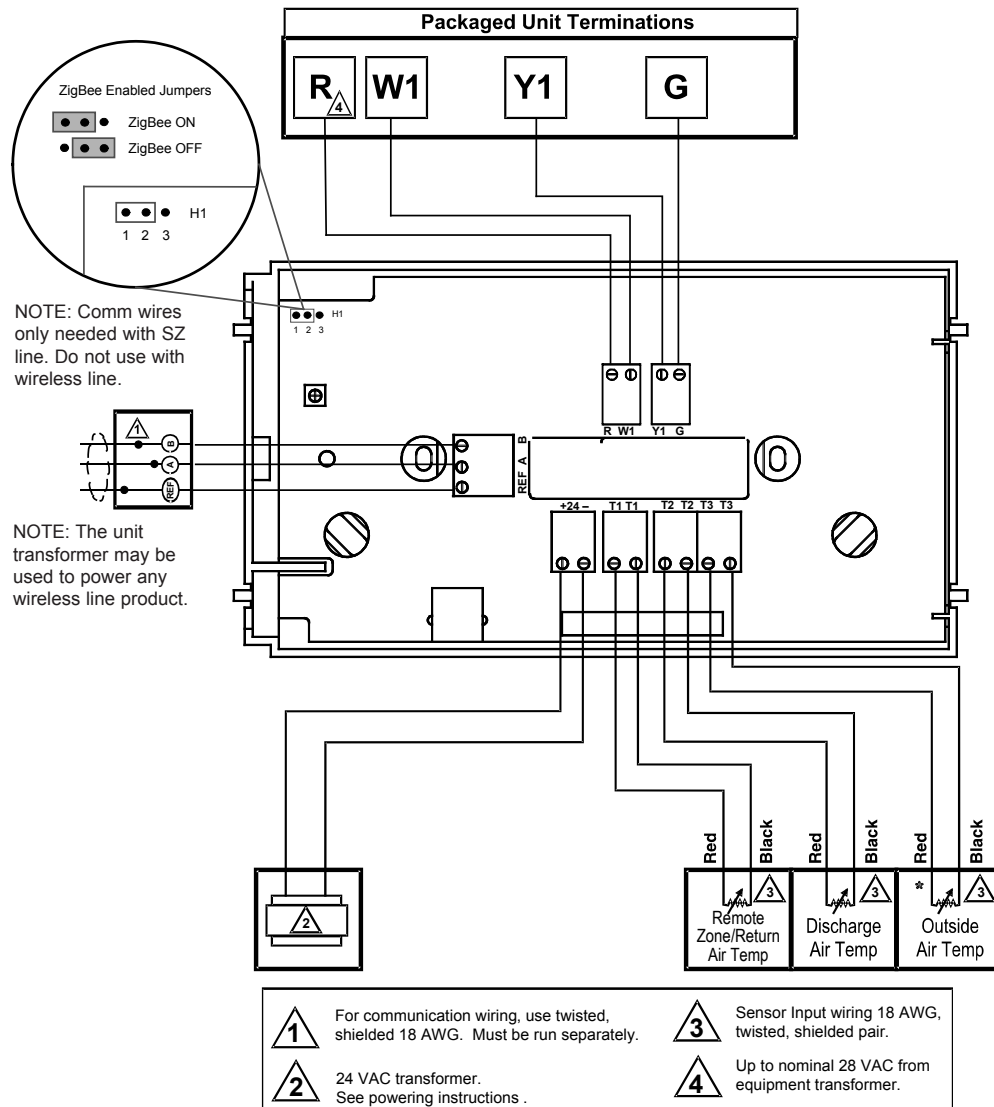 Packaged Unit Terminations
R
4
W1
Y1
G
ZigBee Enabled Jumpers
ZigBee ON
ZigBee OFF
H1
1 2 3
NOTE: Comm wires
only needed with SZ
line. Do not use with
wireless line.
H1
1 2 3
R W1 Y1 G
1
B
A
REF
REF A B
NOTE: The unit
transformer may be
used to power any
wireless line product.
+24 – T1 T1 T2 T2 T3 T3
Red
Black
Red
Black
Red
Black
2
3
Remote
Zone/Return
Air Temp
3
Discharge
Air Temp
*
3
Outside
Air Temp
1
For communication wiring, use twisted,
shielded 18 AWG. Must be run separately.
2
24 VAC transformer.
See powering instructions .
3
Sensor Input wiring 18 AWG,
twisted, shielded pair.
4
Up to nominal 28 VAC from
equipment transformer.